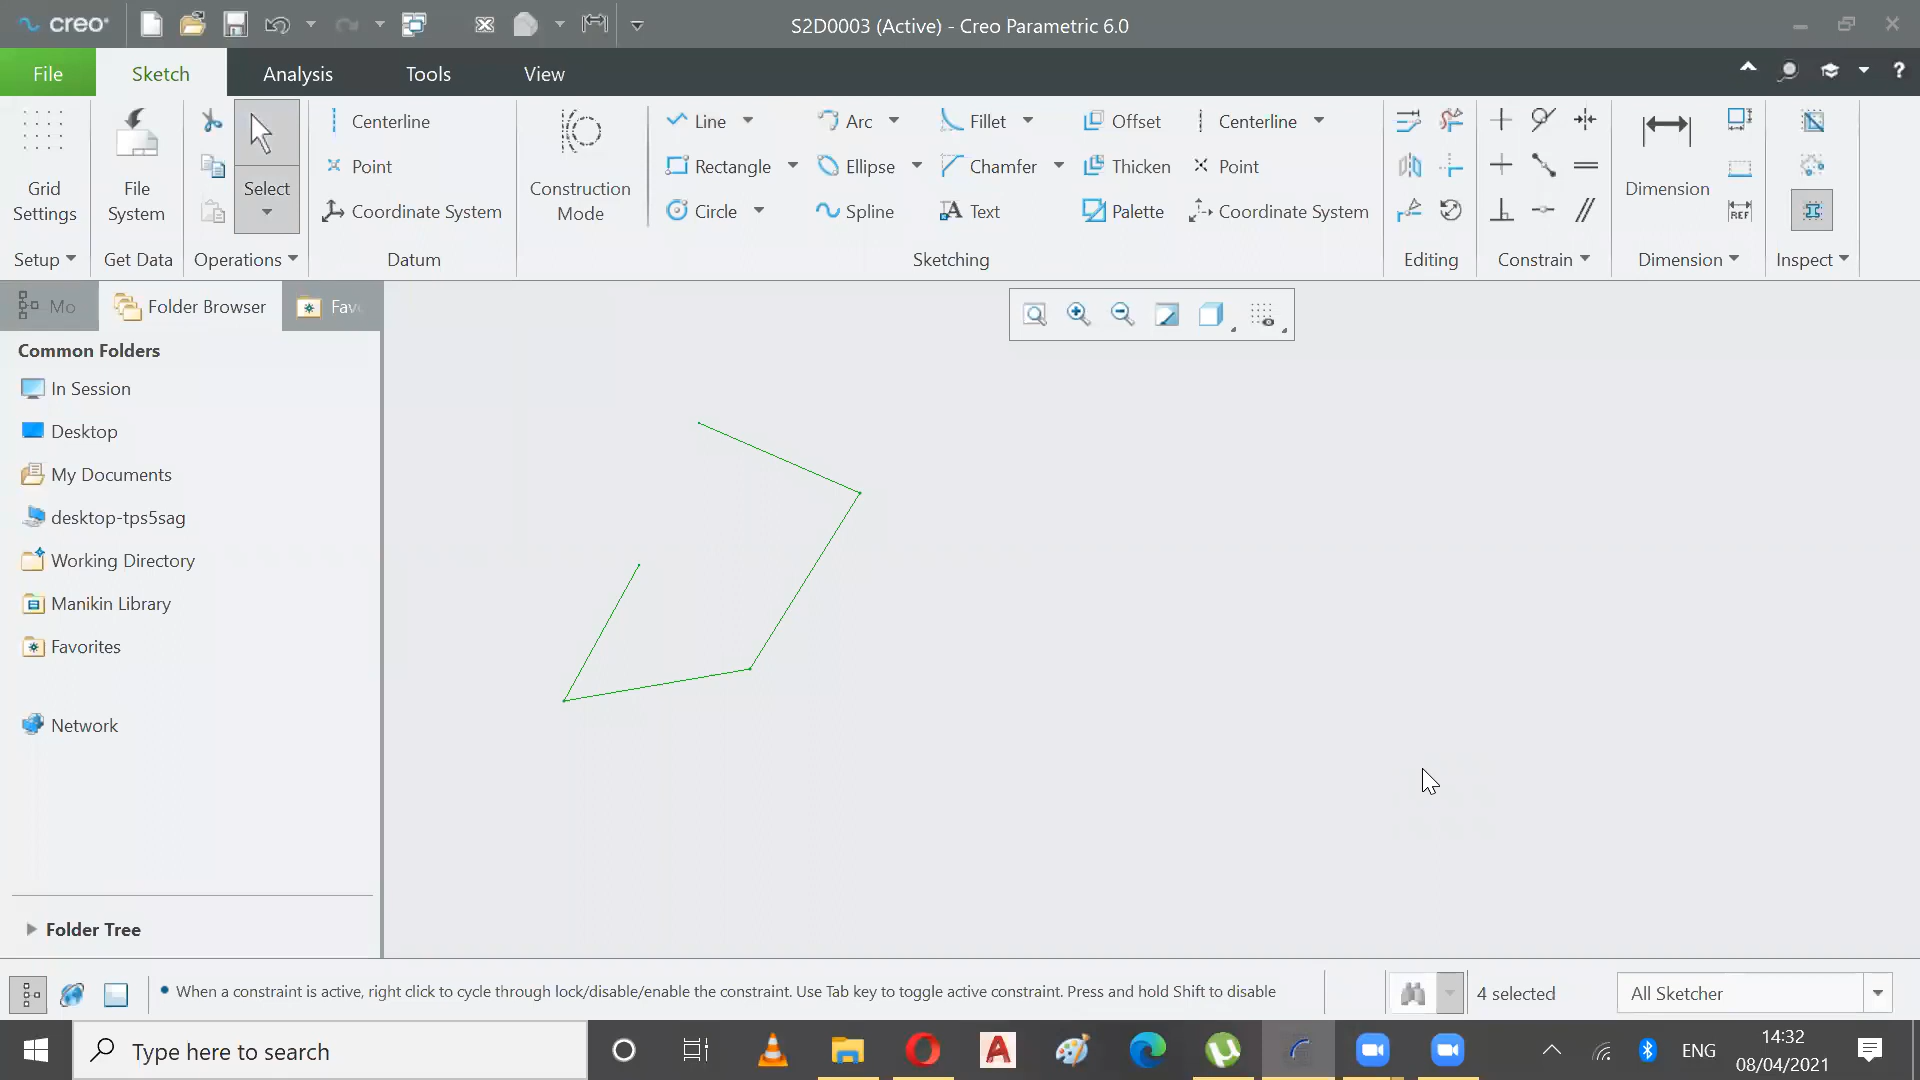 creo
S2D0003 (Active) - Creo Parametric 6.0
File Sketch Analysis Tools View
Grid Settings
File System
Select
Centerline
Point
Coordinate System
Construction Mode
Line Arc Fillet Offset Centerline
Rectangle Ellipse Chamfer Thicken Point
Circle Spline Text Palette Coordinate System
Dimension
REF
Setup Get Data Operations Datum Sketching Editing Constrain Dimension Inspect
Mo Folder Browser Fav
Common Folders
In Session
Desktop
My Documents
desktop-tps5sag
Working Directory
Manikin Library
Favorites
Network
Folder Tree
When a constraint is active, right click to cycle through lock/disable/enable the constraint. Use Tab key to toggle active constraint. Press and hold Shift to disable
4 selected
All Sketcher
Type here to search
ENG
14:32
08/04/2021